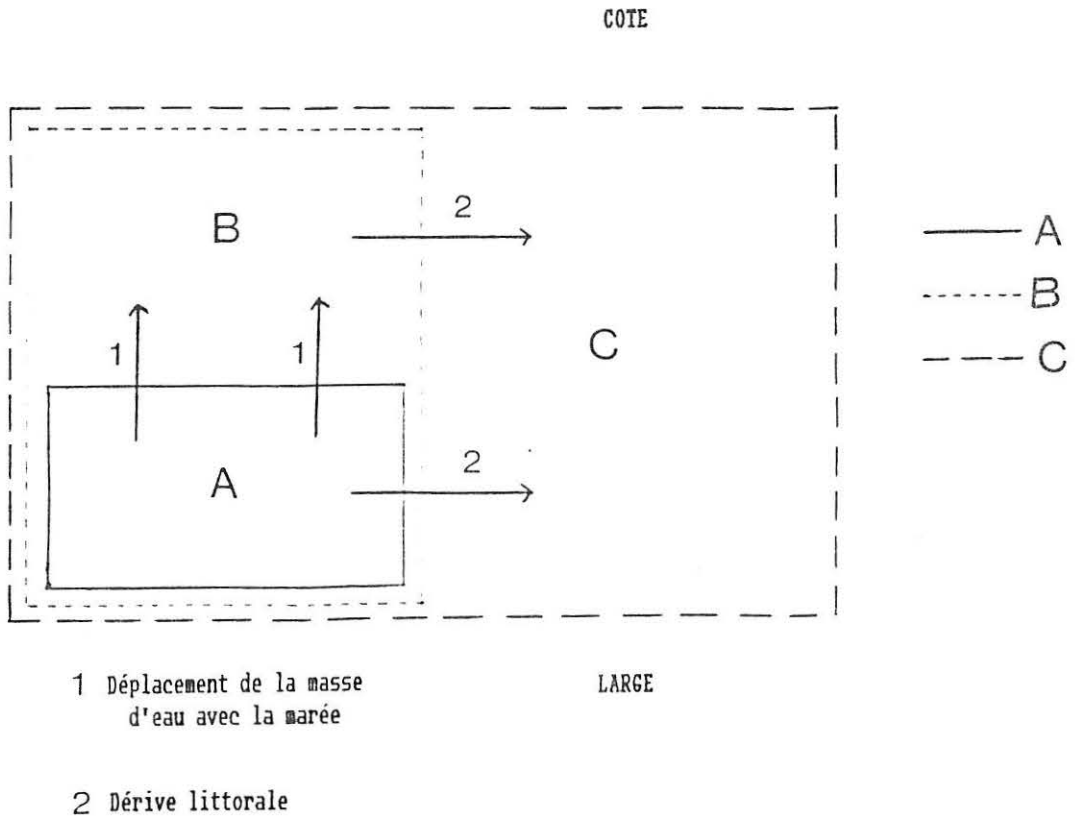 COTE
B
2
1
1
C
A
2
A
B
C
1 Déplacement de la masse
d'eau avec la marée
LARGE
2 Dérive littorale